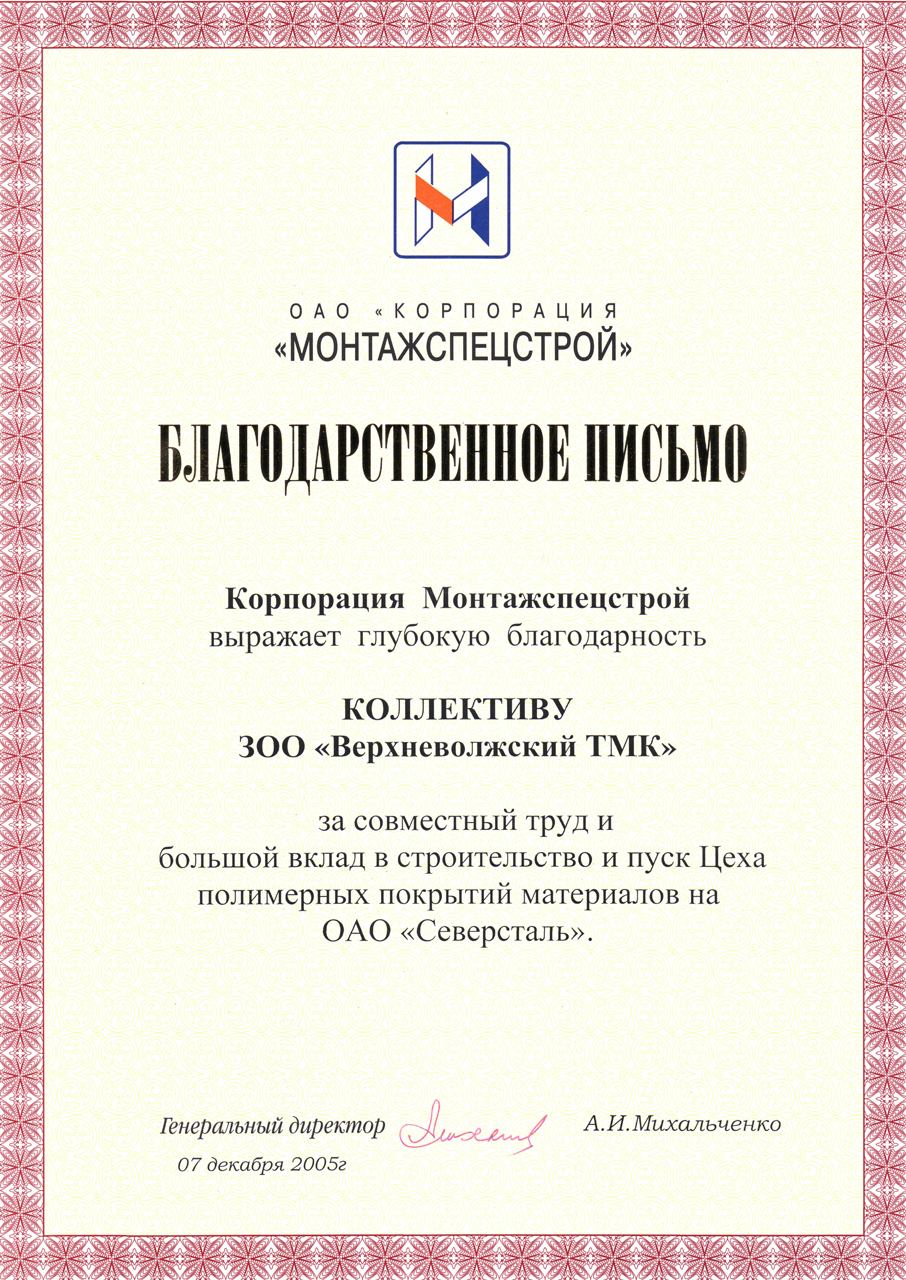 ОАО «КОРПОРАЦИЯ
«МОНТАЖСПЕЦСТРОЙ»
БЛАГОДАРСТВЕННОЕ ПИСЬМО
Корпорация Монтажспецстрой
выражает глубокую благодарность
КОЛЛЕКТИВУ
ЗОО «Верхневолжский ТМК»
за совместный труд и
большой вклад в строительство и пуск Цеха
полимерных покрытий материалов на
ОАО «Северсталь».
Генеральный директор А.И.Михальченко
07 декабря 2005г